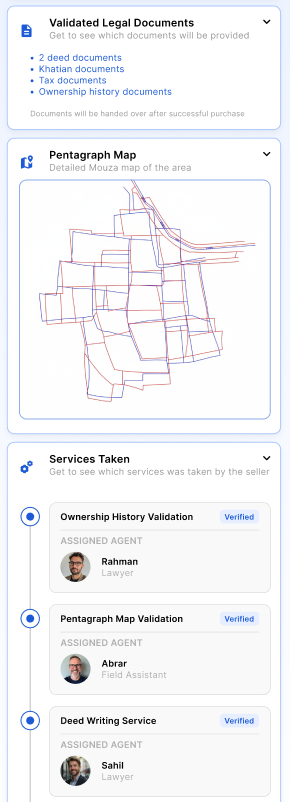 Validated Legal Documents
Get to see which documents will be provided
• 2 deed documents
• Khatian documents
• Tax documents
• Ownership history documents
Documents will be handed over after successful purchase
Pentagraph Map
Detailed Mouza map of the area
Services Taken
Get to see which services was taken by the seller
Ownership History Validation
Verified
ASSIGNED AGENT
Rahman
Lawyer
Pentagraph Map Validation
Verified
ASSIGNED AGENT
Abrar
Field Assistant
Deed Writing Service
Verified
ASSIGNED AGENT
Sahil
Lawyer